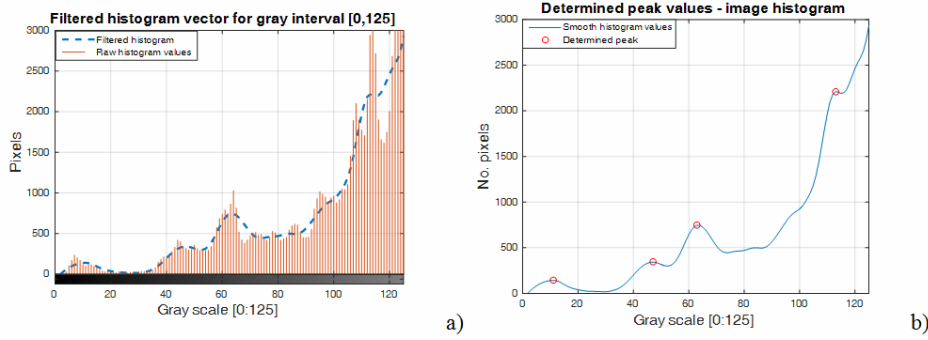 Filtered histogram vector for gray interval [0,125]
3000
2500
2000
1500
1000
500
0
Pixels
Filtered histogram
Raw histogram values
0 20 40 60 80 100 120
Gray scale [0:125]
a)
Determined peak values - image histogram
3000
2500
2000
1500
1000
500
0
No. pixels
Smooth histogram values
Determined peak
0 20 40 60 80 100 120
Gray scale [0:125]
b)